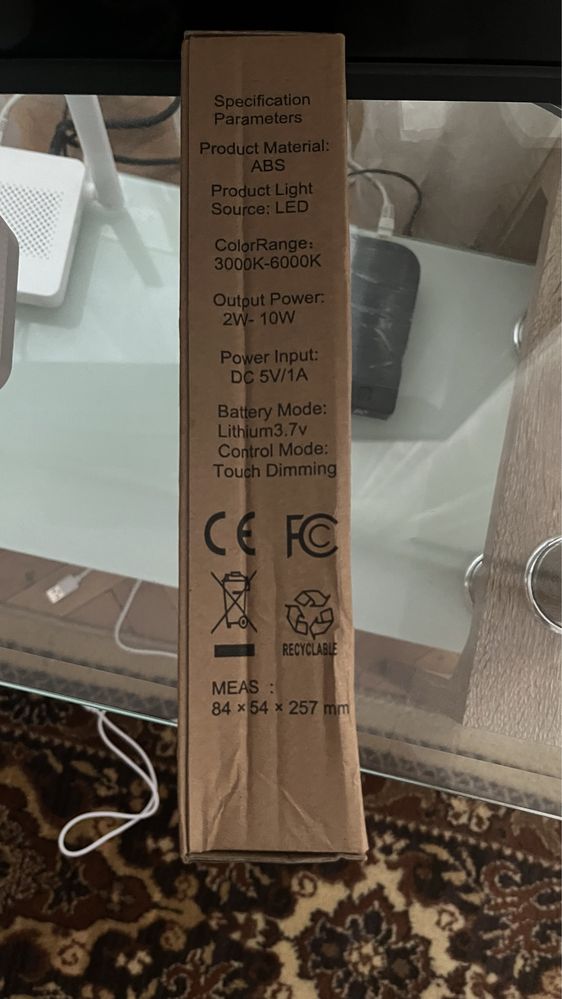 Specification
Parameters
Product Material:
ABS
Product Light
Source: LED
ColorRange:
3000K-6000K
Output Power:
2W- 10W
Power Input:
DC 5V/1A
Battery Mode:
Lithium3.7v
Control Mode:
Touch Dimming
CE FC
RECYCLABLE
MEAS :
84 × 54 × 257 mm